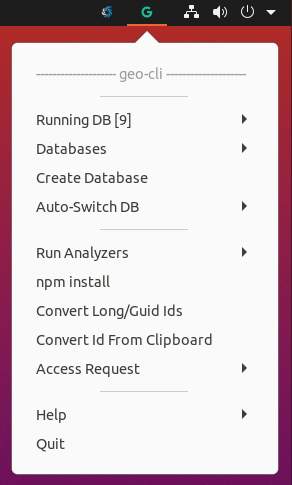 -------------------- geo-cli --------------------
Running DB [9]
Databases
Create Database
Auto-Switch DB
Run Analyzers
npm install
Convert Long/Guid Ids
Convert Id From Clipboard
Access Request
Help
Quit